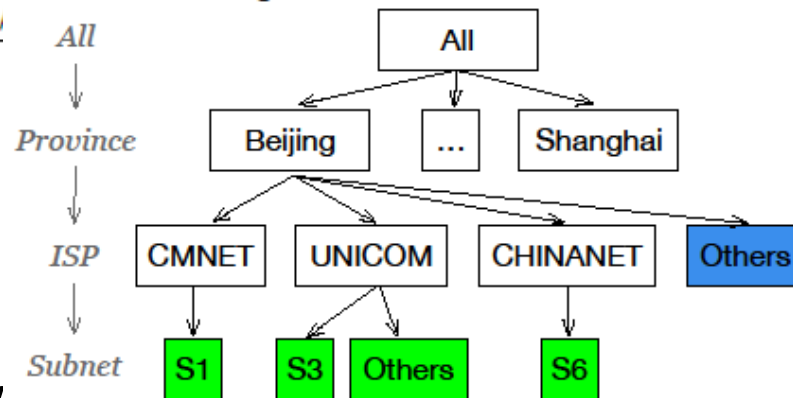 All
All
Province
Beijing
...
Shanghai
ISP
CMNET
UNICOM
CHINANET
Others
Subnet
S1
S3
Others
S6